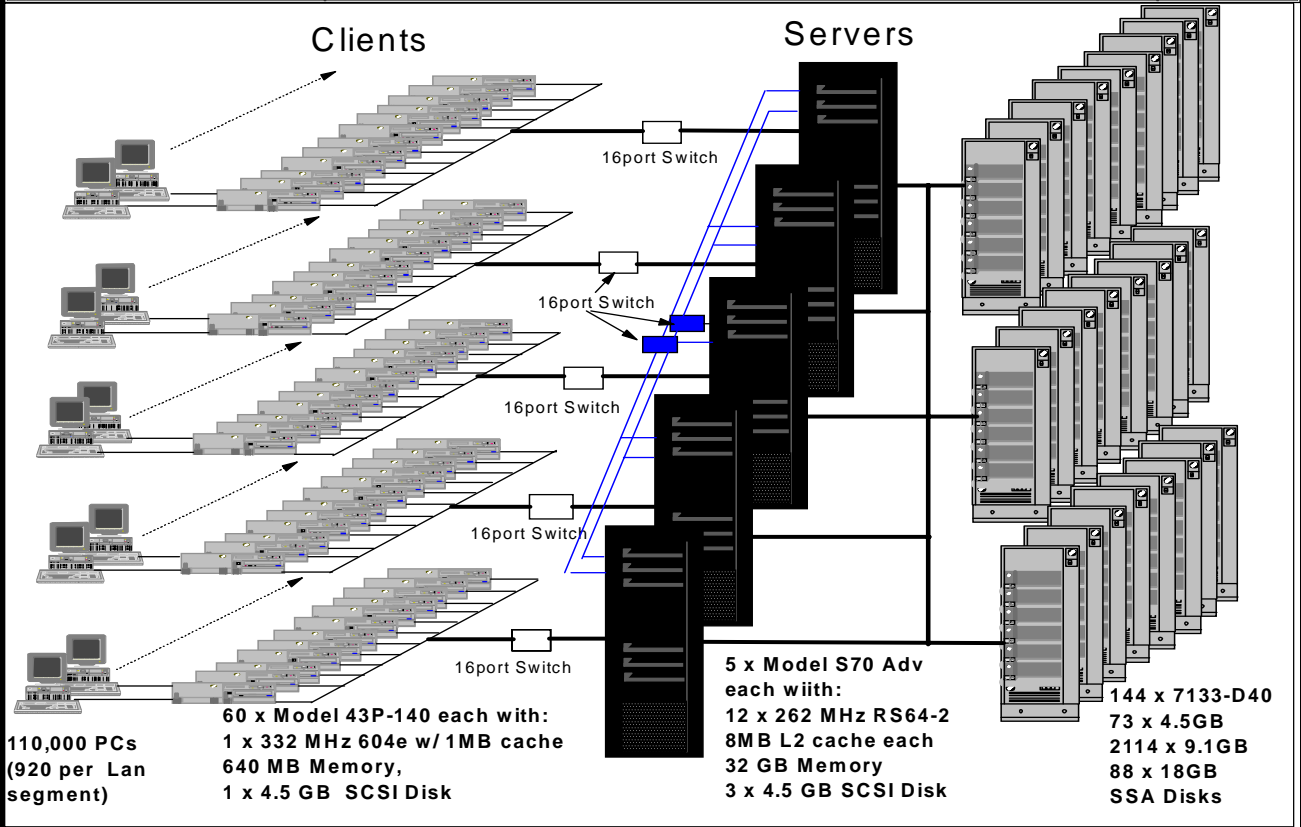 Clients
Servers
16port Switch
16port Switch
16port Switch
16port Switch
16port Switch
110,000 PCs
(920 per Lan
segment)
60 x Model 43P-140 each with:
1 x 332 MHz 604e w/ 1MB cache
640 MB Memory,
1 x 4.5 GB SCSI Disk
5 x Model S70 Adv
each wiith:
12 x 262 MHz RS64-2
8MB L2 cache each
32 GB Memory
3 x 4.5 GB SCSI Disk
144 x 7133-D40
73 x 4.5GB
2114 x 9.1GB
88 x 18GB
SSA Disks